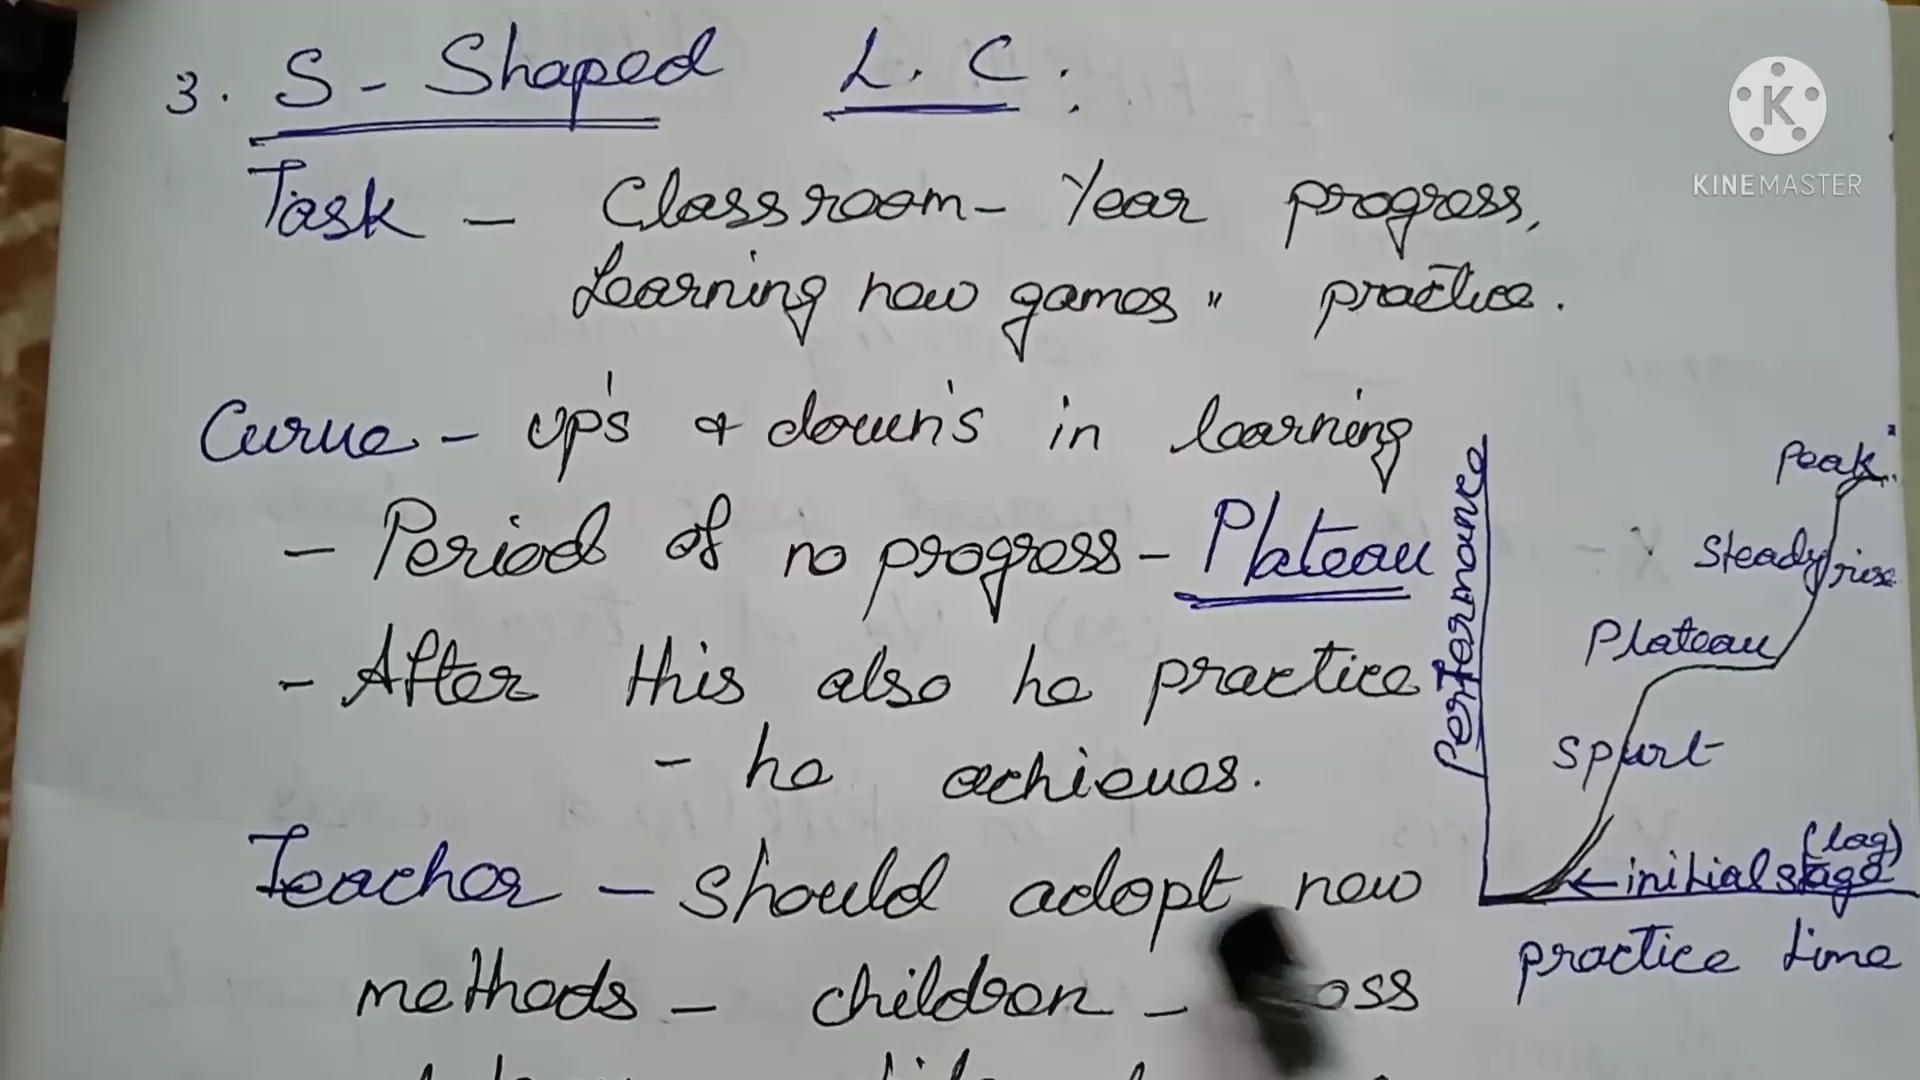 3. S - Shaped L. C :
Task - Classroom - Year progress,
Learning new games " practice.
Curve - up's & down's in learning
- Period of no progress - Plateau
- After this also he practice
- he achieves.
Teacher - should adopt new
methods - children -
Performance
Peak
Steady rise
Plateau
Spurt
(lag)
← initial stage
practice time
K
KINEMASTER